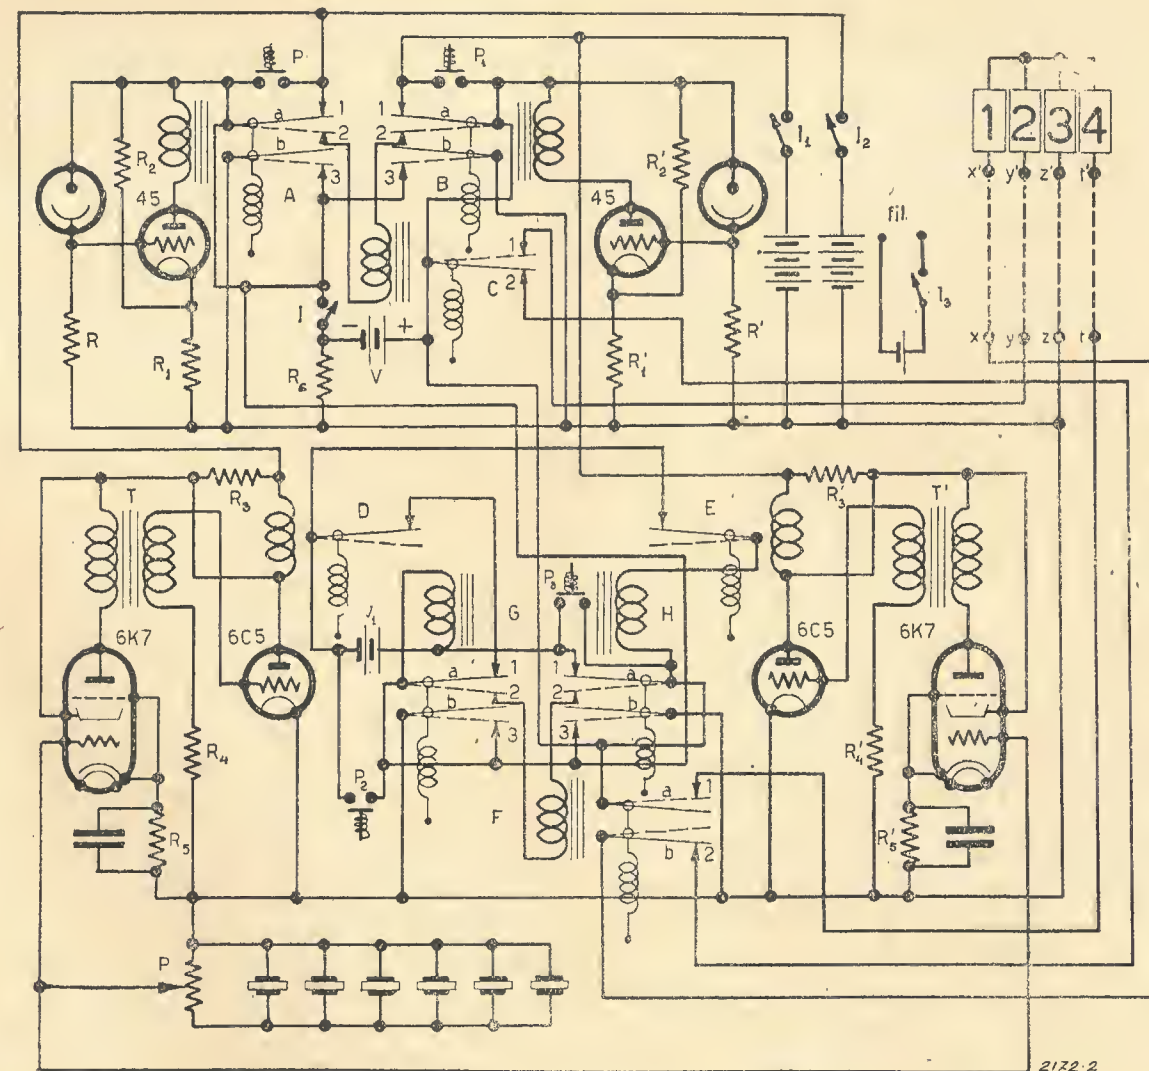 P
P₁
1
a
2
b
3
A
1
a
2
b
3
B
R₂
45
R
R₁
I
R₆
− V +
1
C
2
R'₂
45
R'
R'₁
I₁
I₂
fil.
I₃
1 2 3 4
x' y' z' t'
x y z t
T
R₃
D
E
R'₃
T'
6K7
6C5
G
P₃
H
6C5
6K7
1
a
2
b
3
1
a
2
b
3
R₄
P₂
F
a
1
b
2
R'₄
R₅
R'₅
P
2172-2